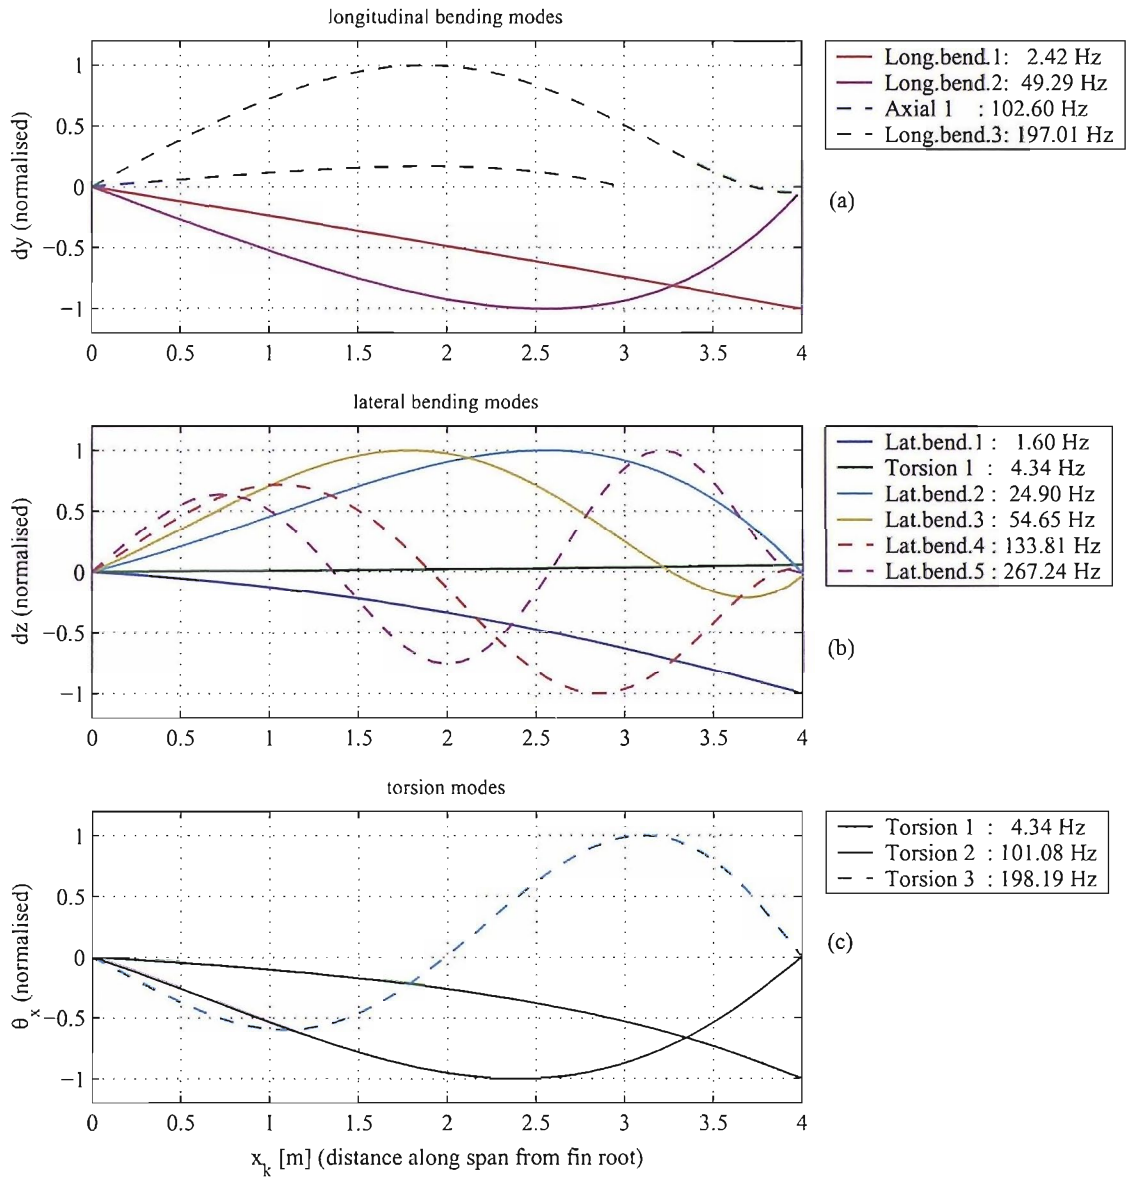 longitudinal bending modes
1
0.5
0
−0.5
−1
dy (normalised)
0 0.5 1 1.5 2 2.5 3 3.5 4
Long.bend.1: 2.42 Hz
Long.bend.2: 49.29 Hz
Axial 1 : 102.60 Hz
Long.bend.3: 197.01 Hz
(a)
lateral bending modes
1
0.5
0
−0.5
−1
dz (normalised)
0 0.5 1 1.5 2 2.5 3 3.5 4
Lat.bend.1 : 1.60 Hz
Torsion 1 : 4.34 Hz
Lat.bend.2 : 24.90 Hz
Lat.bend.3 : 54.65 Hz
Lat.bend.4 : 133.81 Hz
Lat.bend.5 : 267.24 Hz
(b)
torsion modes
1
0.5
0
−0.5
−1
θx (normalised)
0 0.5 1 1.5 2 2.5 3 3.5 4
xk [m] (distance along span from fin root)
Torsion 1 : 4.34 Hz
Torsion 2 : 101.08 Hz
Torsion 3 : 198.19 Hz
(c)